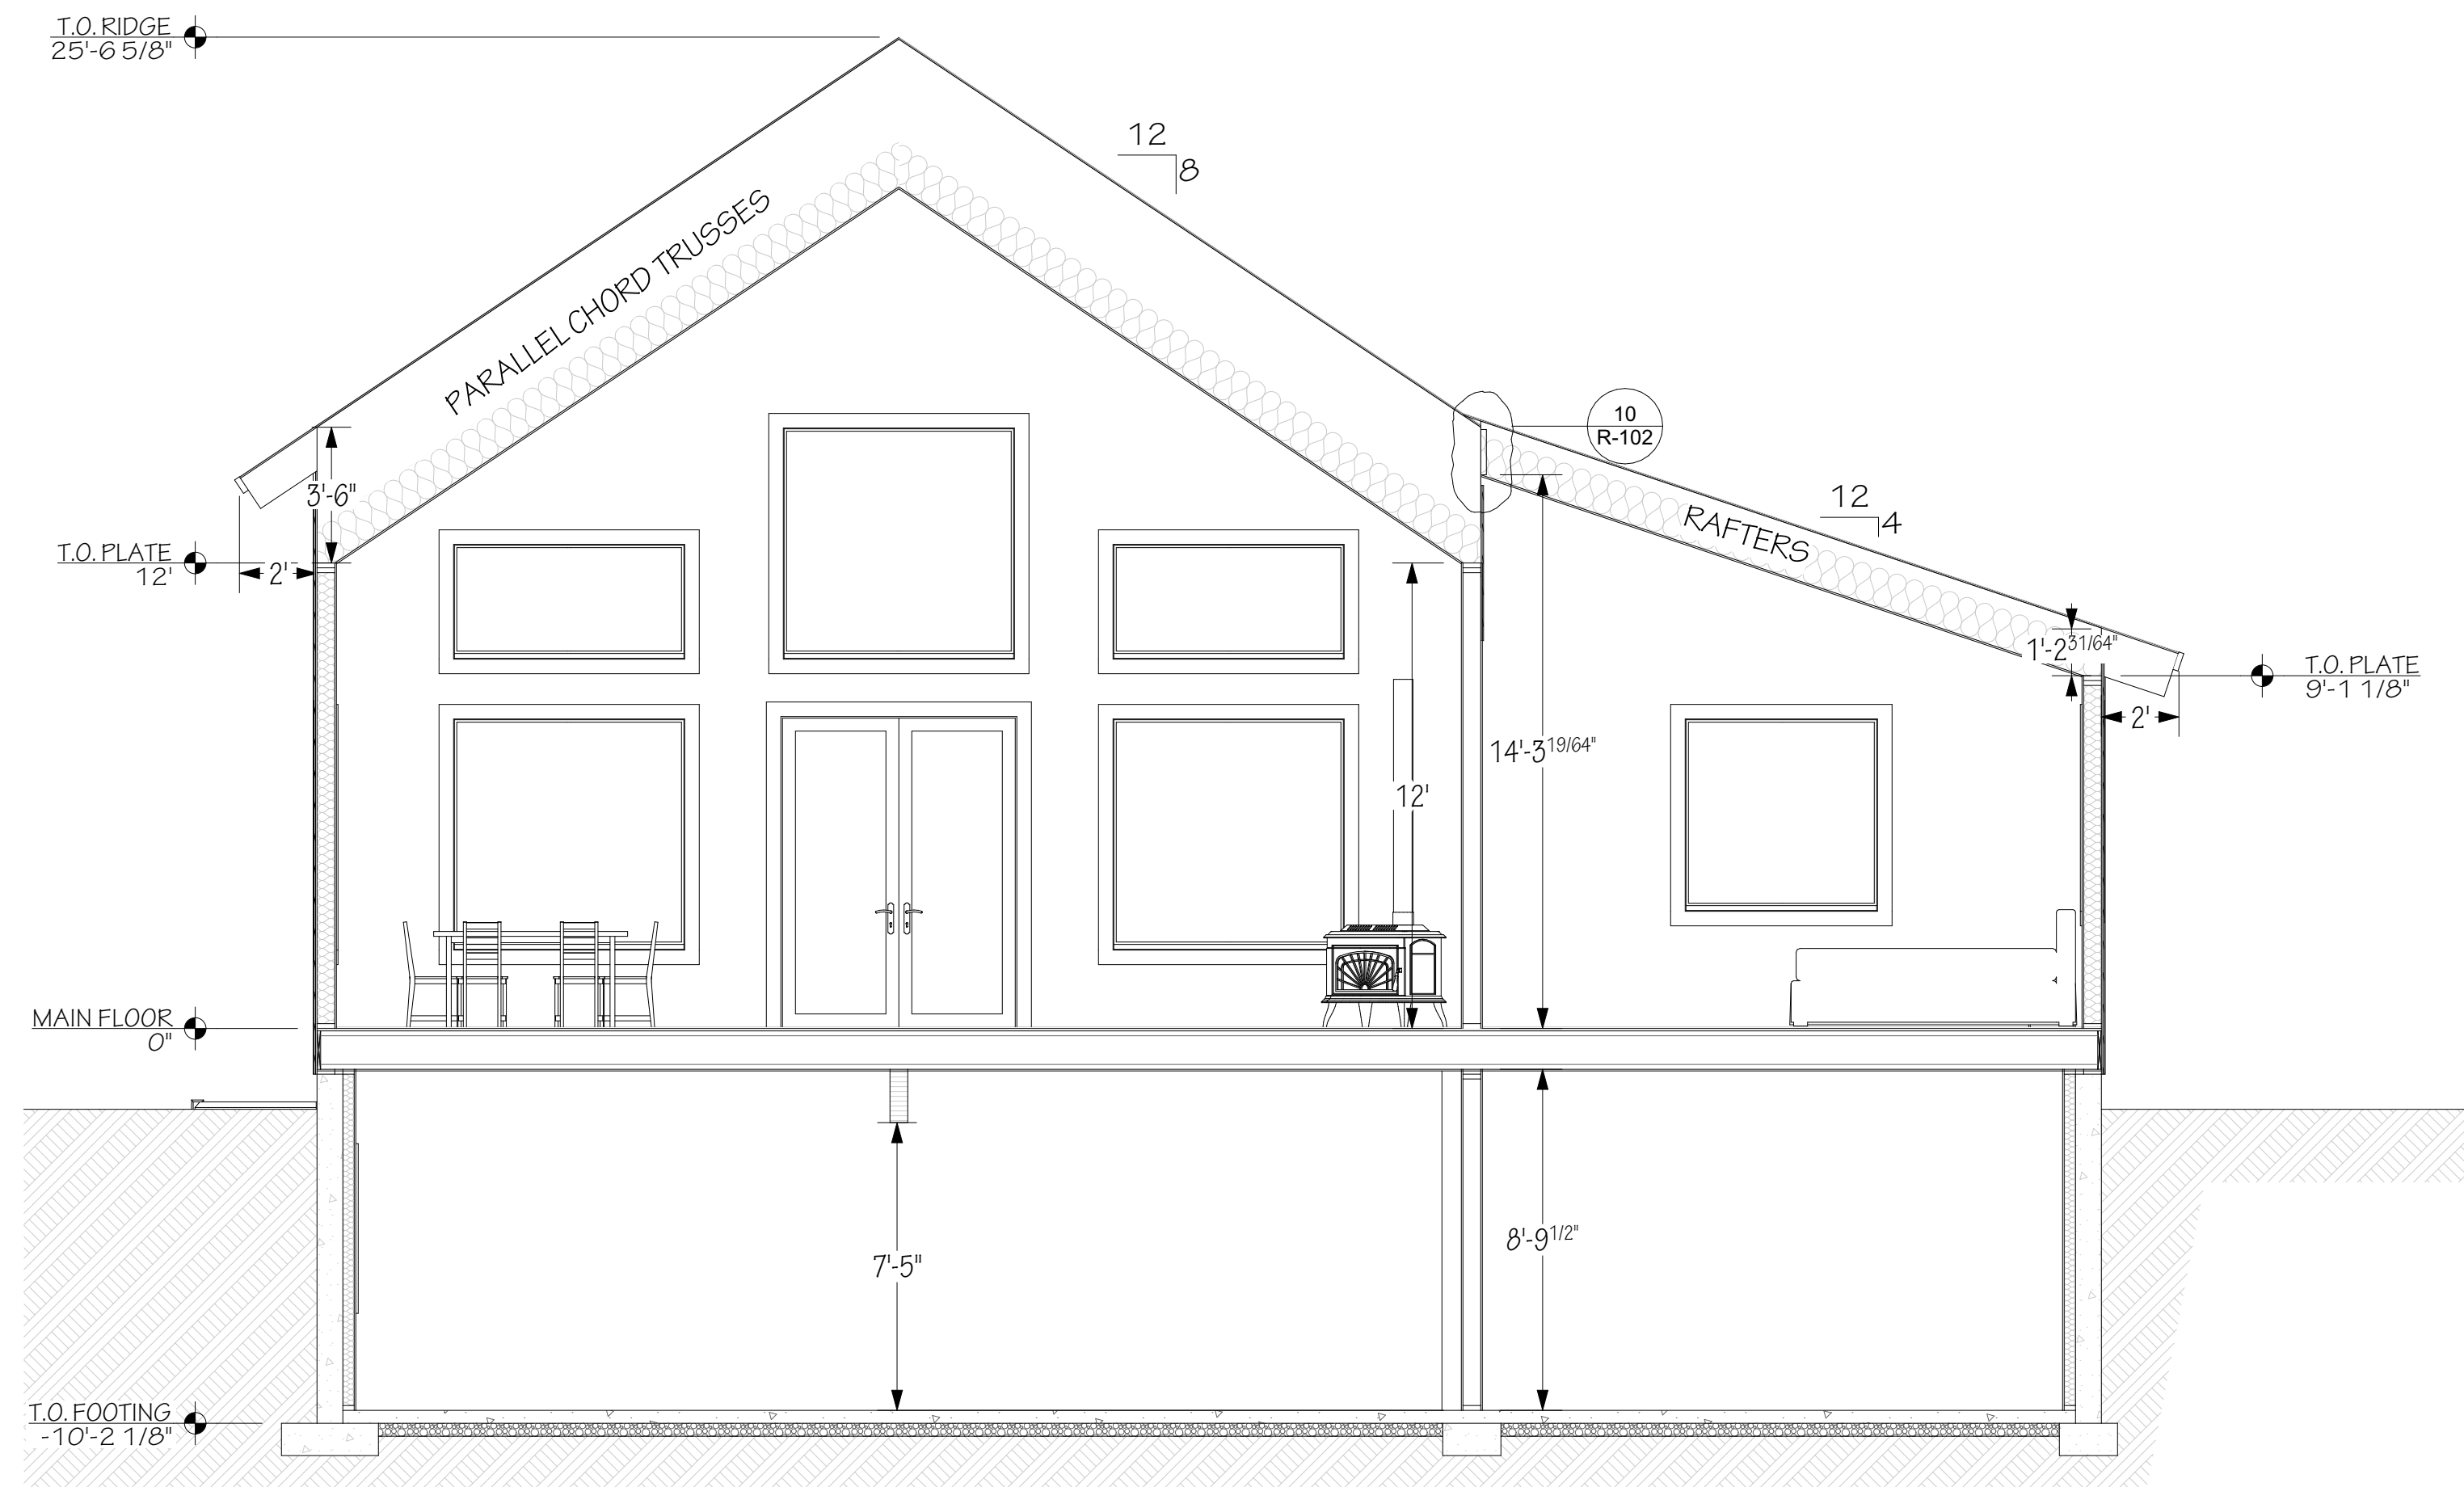 T.O. RIDGE
25'-6 5/8"
12
8
PARALLEL CHORD TRUSSES
10
R-102
3'-6"
12
4
RAFTERS
T.O. PLATE
12'
2'
1'-2 31/64"
T.O. PLATE
9'-1 1/8"
2'
14'-3 19/64"
12'
MAIN FLOOR
0"
8'-9 1/2"
7'-5"
T.O. FOOTING
-10'-2 1/8"